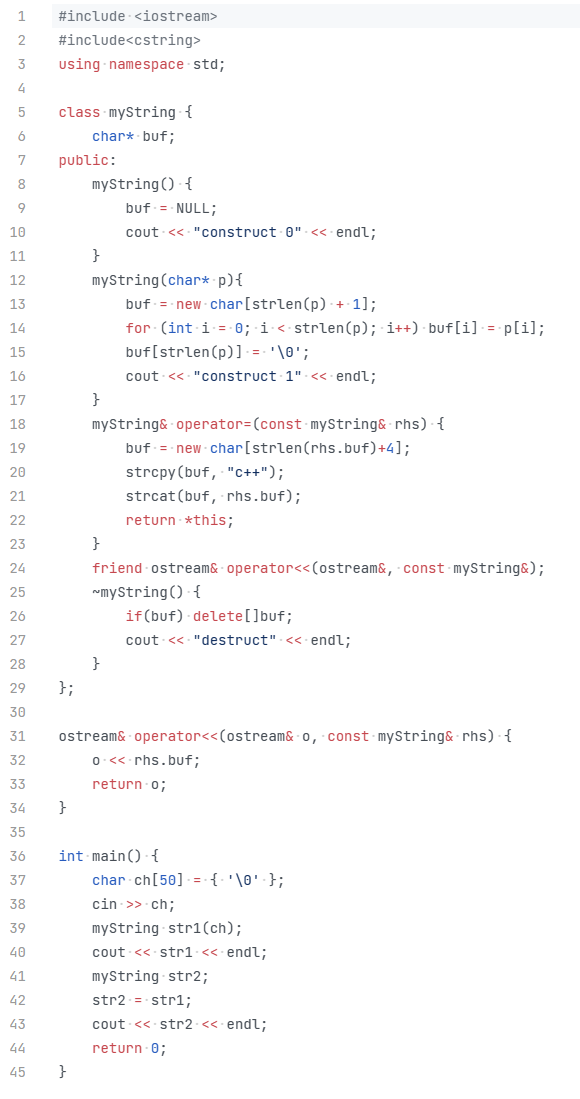 1 #include <iostream>
2 #include<cstring>
3 using namespace std;
4
5 class myString {
6     char* buf;
7 public:
8     myString() {
9         buf = NULL;
10         cout << "construct 0" << endl;
11     }
12     myString(char* p){
13         buf = new char[strlen(p) + 1];
14         for (int i = 0; i < strlen(p); i++) buf[i] = p[i];
15         buf[strlen(p)] = '\0';
16         cout << "construct 1" << endl;
17     }
18     myString& operator=(const myString& rhs) {
19         buf = new char[strlen(rhs.buf)+4];
20         strcpy(buf, "c++");
21         strcat(buf, rhs.buf);
22         return *this;
23     }
24     friend ostream& operator<<(ostream&, const myString&);
25     ~myString() {
26         if(buf) delete[]buf;
27         cout << "destruct" << endl;
28     }
29 };
30
31 ostream& operator<<(ostream& o, const myString& rhs) {
32     o << rhs.buf;
33     return o;
34 }
35
36 int main() {
37     char ch[50] = { '\0' };
38     cin >> ch;
39     myString str1(ch);
40     cout << str1 << endl;
41     myString str2;
42     str2 = str1;
43     cout << str2 << endl;
44     return 0;
45 }